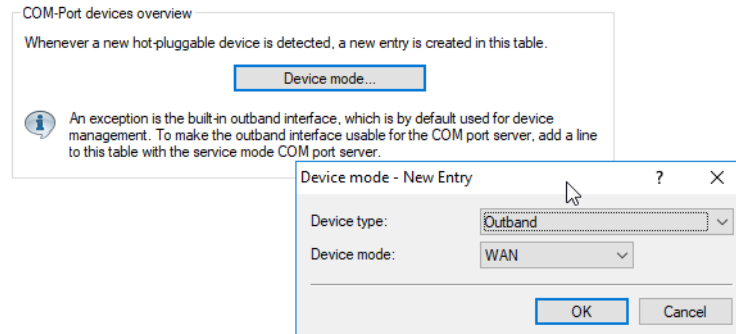 COM-Port devices overview
Whenever a new hot-pluggable device is detected, a new entry is created in this table.
Device mode...
An exception is the built-in outband interface, which is by default used for device
management. To make the outband interface usable for the COM port server, add a line
to this table with the service mode COM port server.
Device mode - New Entry
Device type:
Outband
Device mode:
WAN
OK
Cancel